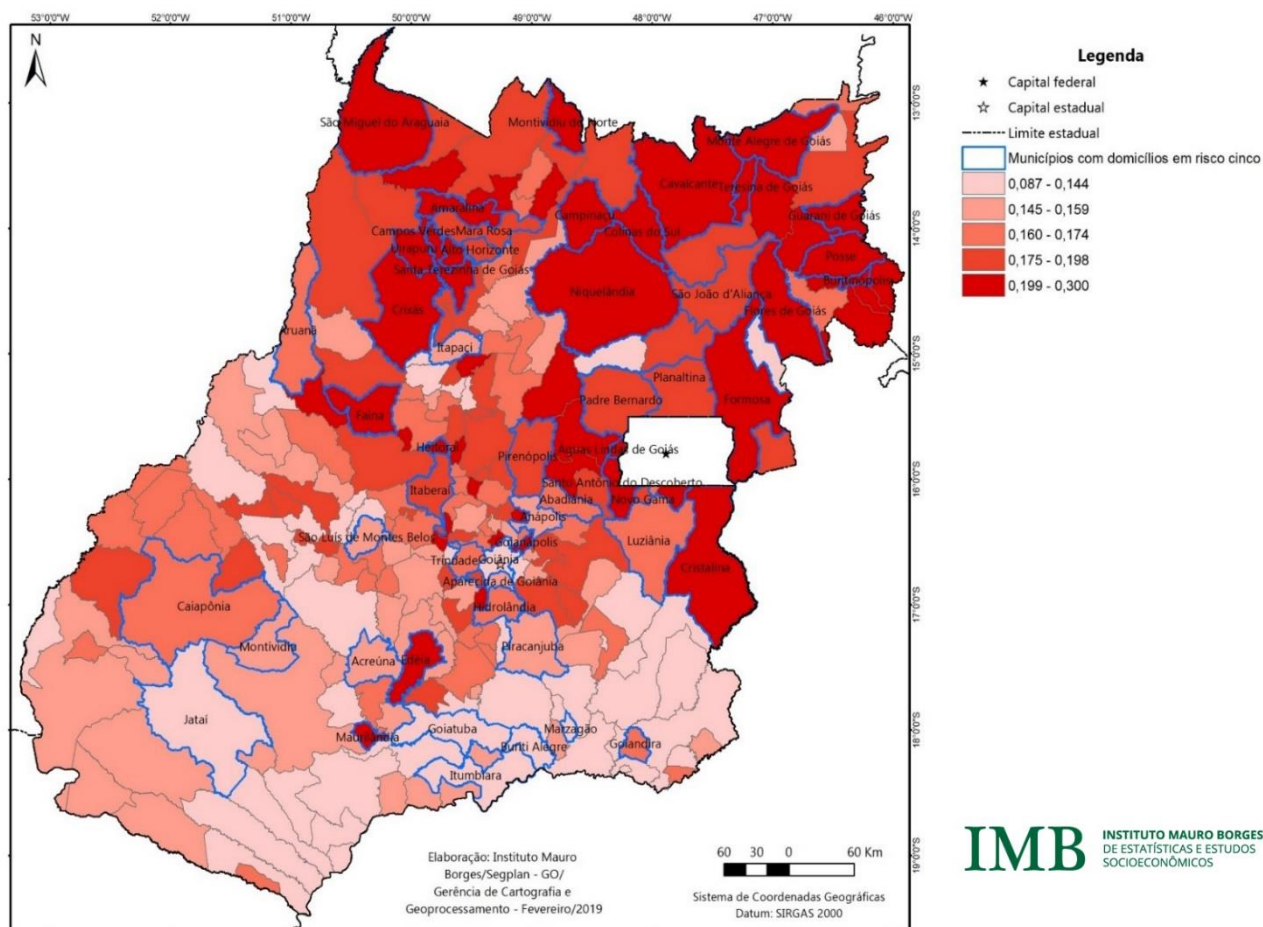 53°0'0"W 52°0'0"W 51°0'0"W 50°0'0"W 49°0'0"W 48°0'0"W 47°0'0"W 46°0'0"W
N
13°0'0"S
14°0'0"S
15°0'0"S
16°0'0"S
17°0'0"S
18°0'0"S
19°0'0"S
São Miguel do Araguaia
Montividiu do Norte
Monte Alegre de Goiás
Cavalcante
Teresina de Goiás
Amaralina
Campinaçu
Guarani de Goiás
Campos Verdes
Mara Rosa
Colinas do Sul
Uirapuru
Alto Horizonte
Posse
Santa Terezinha de Goiás
Buritinópolis
Niquelândia
São João d'Aliança
Crixás
Flores de Goiás
Aruanã
Itapaci
Planaltina
Padre Bernardo
Formosa
Faina
Heitoraí
Águas Lindas de Goiás
Pirenópolis
Santo Antônio do Descoberto
Itaberaí
Abadiânia
Novo Gama
Anápolis
São Luís de Montes Belos
Goianápolis
Luziânia
Trindade
Goiânia
Cristalina
Aparecida de Goiânia
Caiapônia
Hidrolândia
Montividiu
Piracanjuba
Acreúna
Edéia
Jataí
Goiatuba
Marzagão
Maurilândia
Buriti Alegre
Goiandira
Itumbiara
Elaboração: Instituto Mauro
Borges/Segplan - GO/
Gerência de Cartografia e
Geoprocessamento - Fevereiro/2019
60 30 0 60 Km
Sistema de Coordenadas Geográficas
Datum: SIRGAS 2000
Legenda
Capital federal
Capital estadual
Limite estadual
Municípios com domicílios em risco cinco
0,087 - 0,144
0,145 - 0,159
0,160 - 0,174
0,175 - 0,198
0,199 - 0,300
IMB
INSTITUTO MAURO BORGES
DE ESTATÍSTICAS E ESTUDOS
SOCIOECONÔMICOS